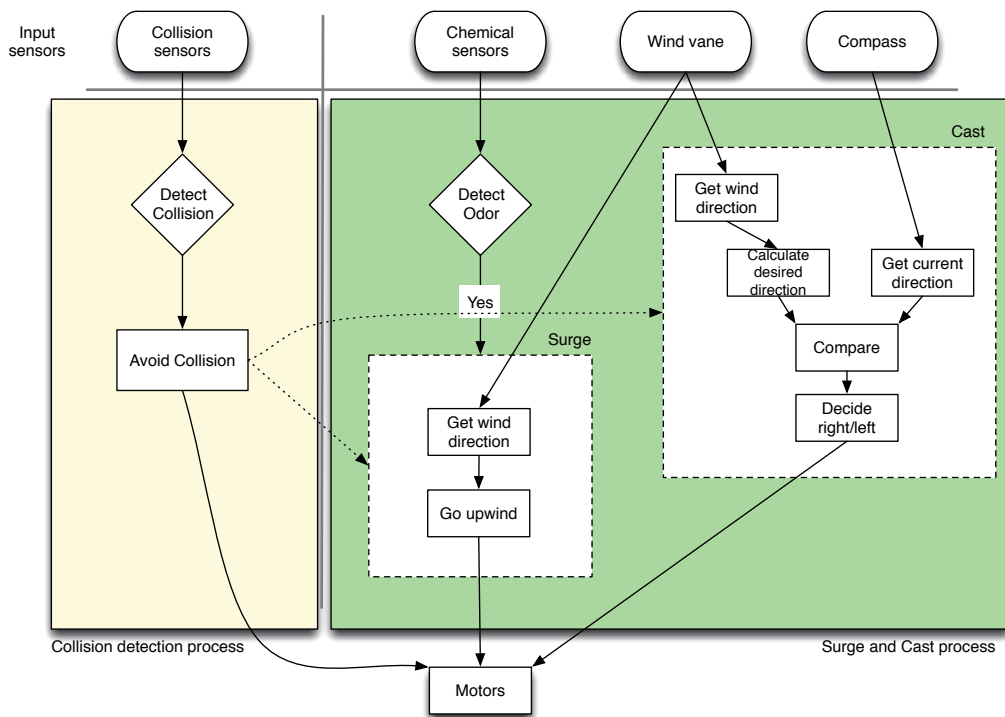 Input
sensors
Collision
sensors
Chemical
sensors
Wind vane
Compass
Cast
Detect
Collision
Detect
Odor
Get wind
direction
Calculate
desired
direction
Get current
direction
Yes
Surge
Avoid Collision
Compare
Get wind
direction
Decide
right/left
Go upwind
Collision detection process
Surge and Cast process
Motors